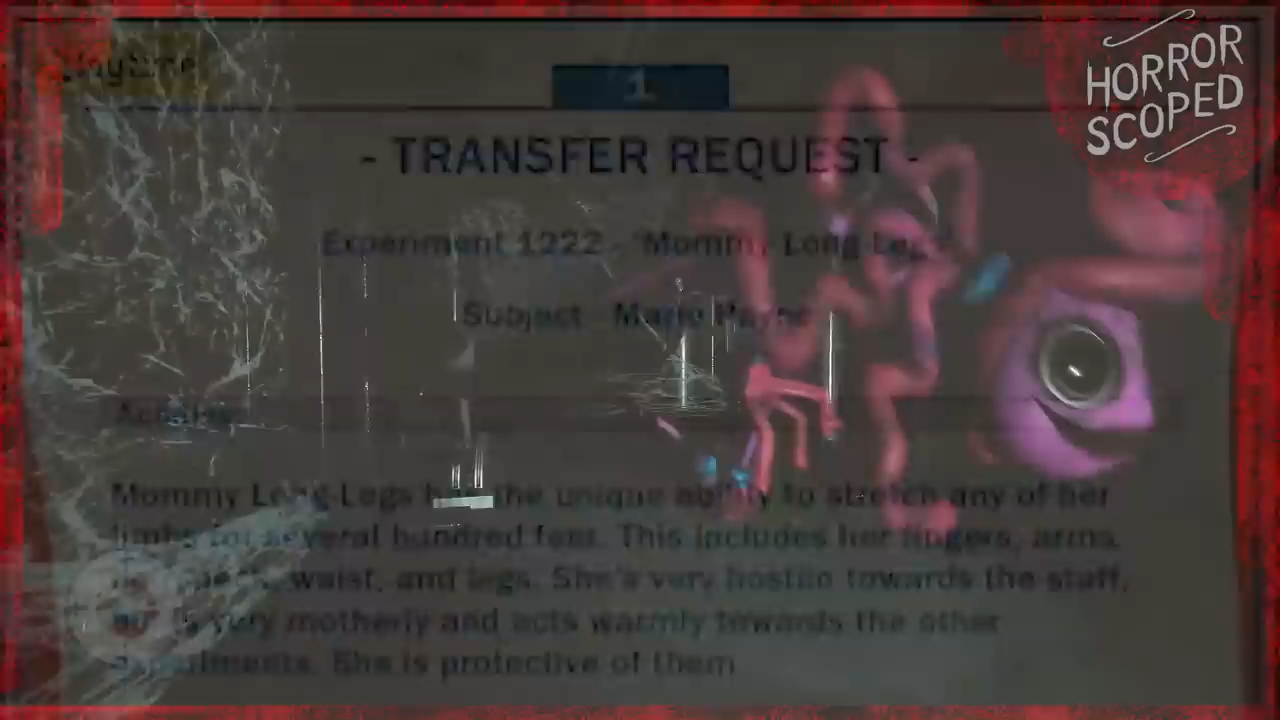 Playtime
HORROR
SCOPED
1
- TRANSFER REQUEST -
Experiment 1222 - "Mommy Long-Legs"
Subject - Marie Payne
Mommy Long-Legs has the unique ability to stretch any of her
limbs for several hundred feet. This includes her fingers, arms,
waist, and legs. She's very hostile towards the staff,
but is very motherly and acts warmly towards the other
experiments. She is protective of them